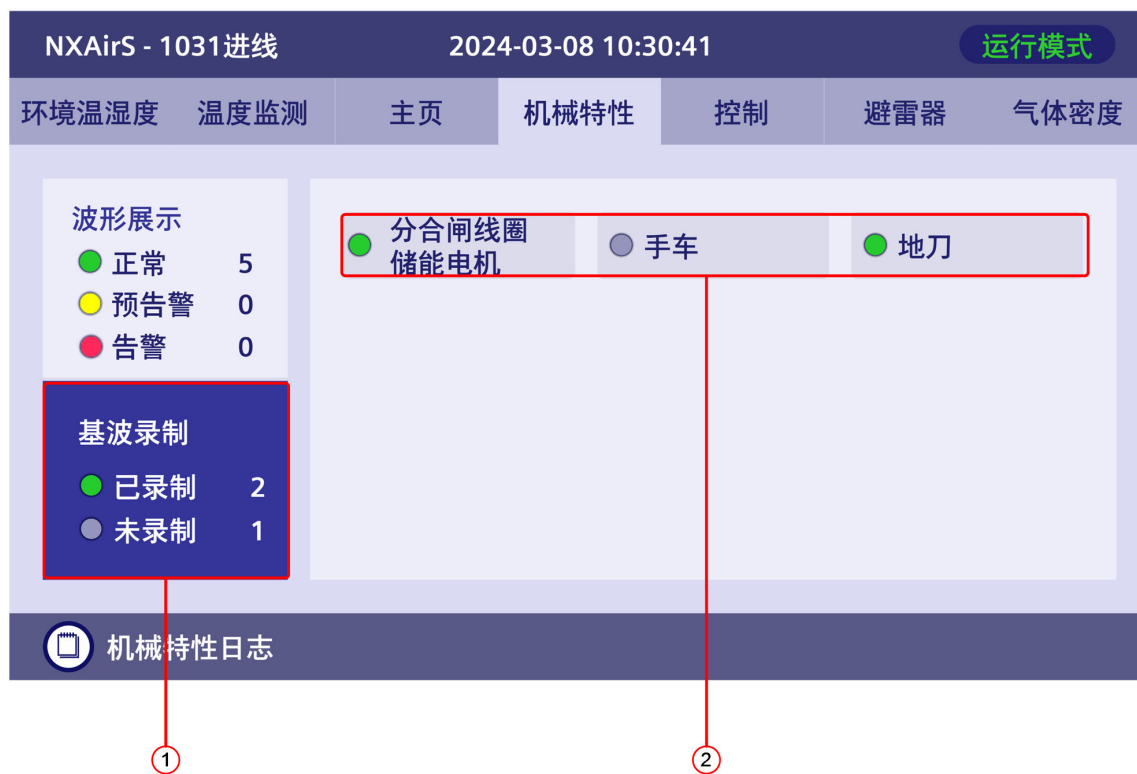 NXAirS - 1031进线 2024-03-08 10:30:41 运行模式
环境温湿度 温度监测 主页 机械特性 控制 避雷器 气体密度
波形展示
正常 5
预告警 0
告警 0
基波录制
已录制 2
未录制 1
分合闸线圈
储能电机
手车
地刀
机械特性日志
1
2